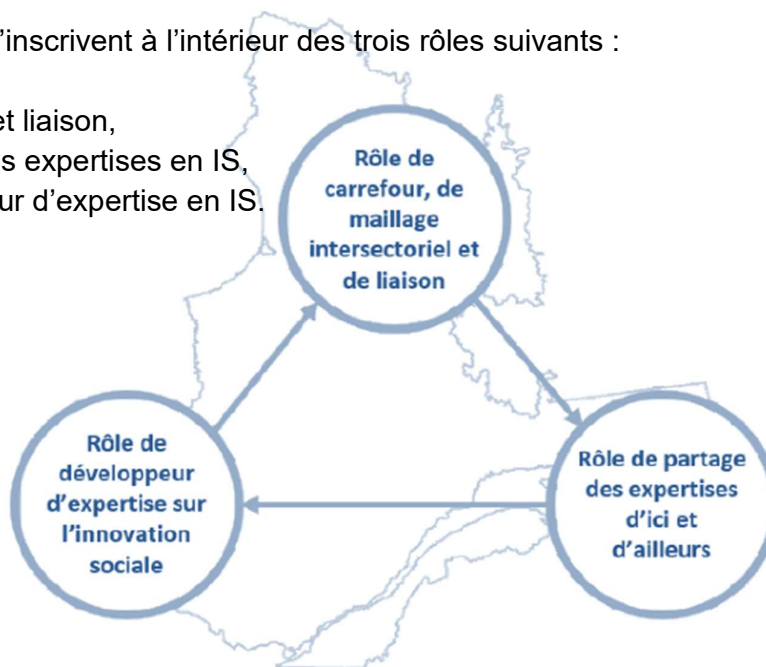 ’inscrivent à l’intérieur des trois rôles suivants :
et liaison,
s expertises en IS,
ur d’expertise en IS.
Rôle de
carrefour, de
maillage
intersectoriel et
de liaison
Rôle de
développeur
d’expertise sur
l’innovation
sociale
Rôle de partage
des expertises
d’ici et
d’ailleurs